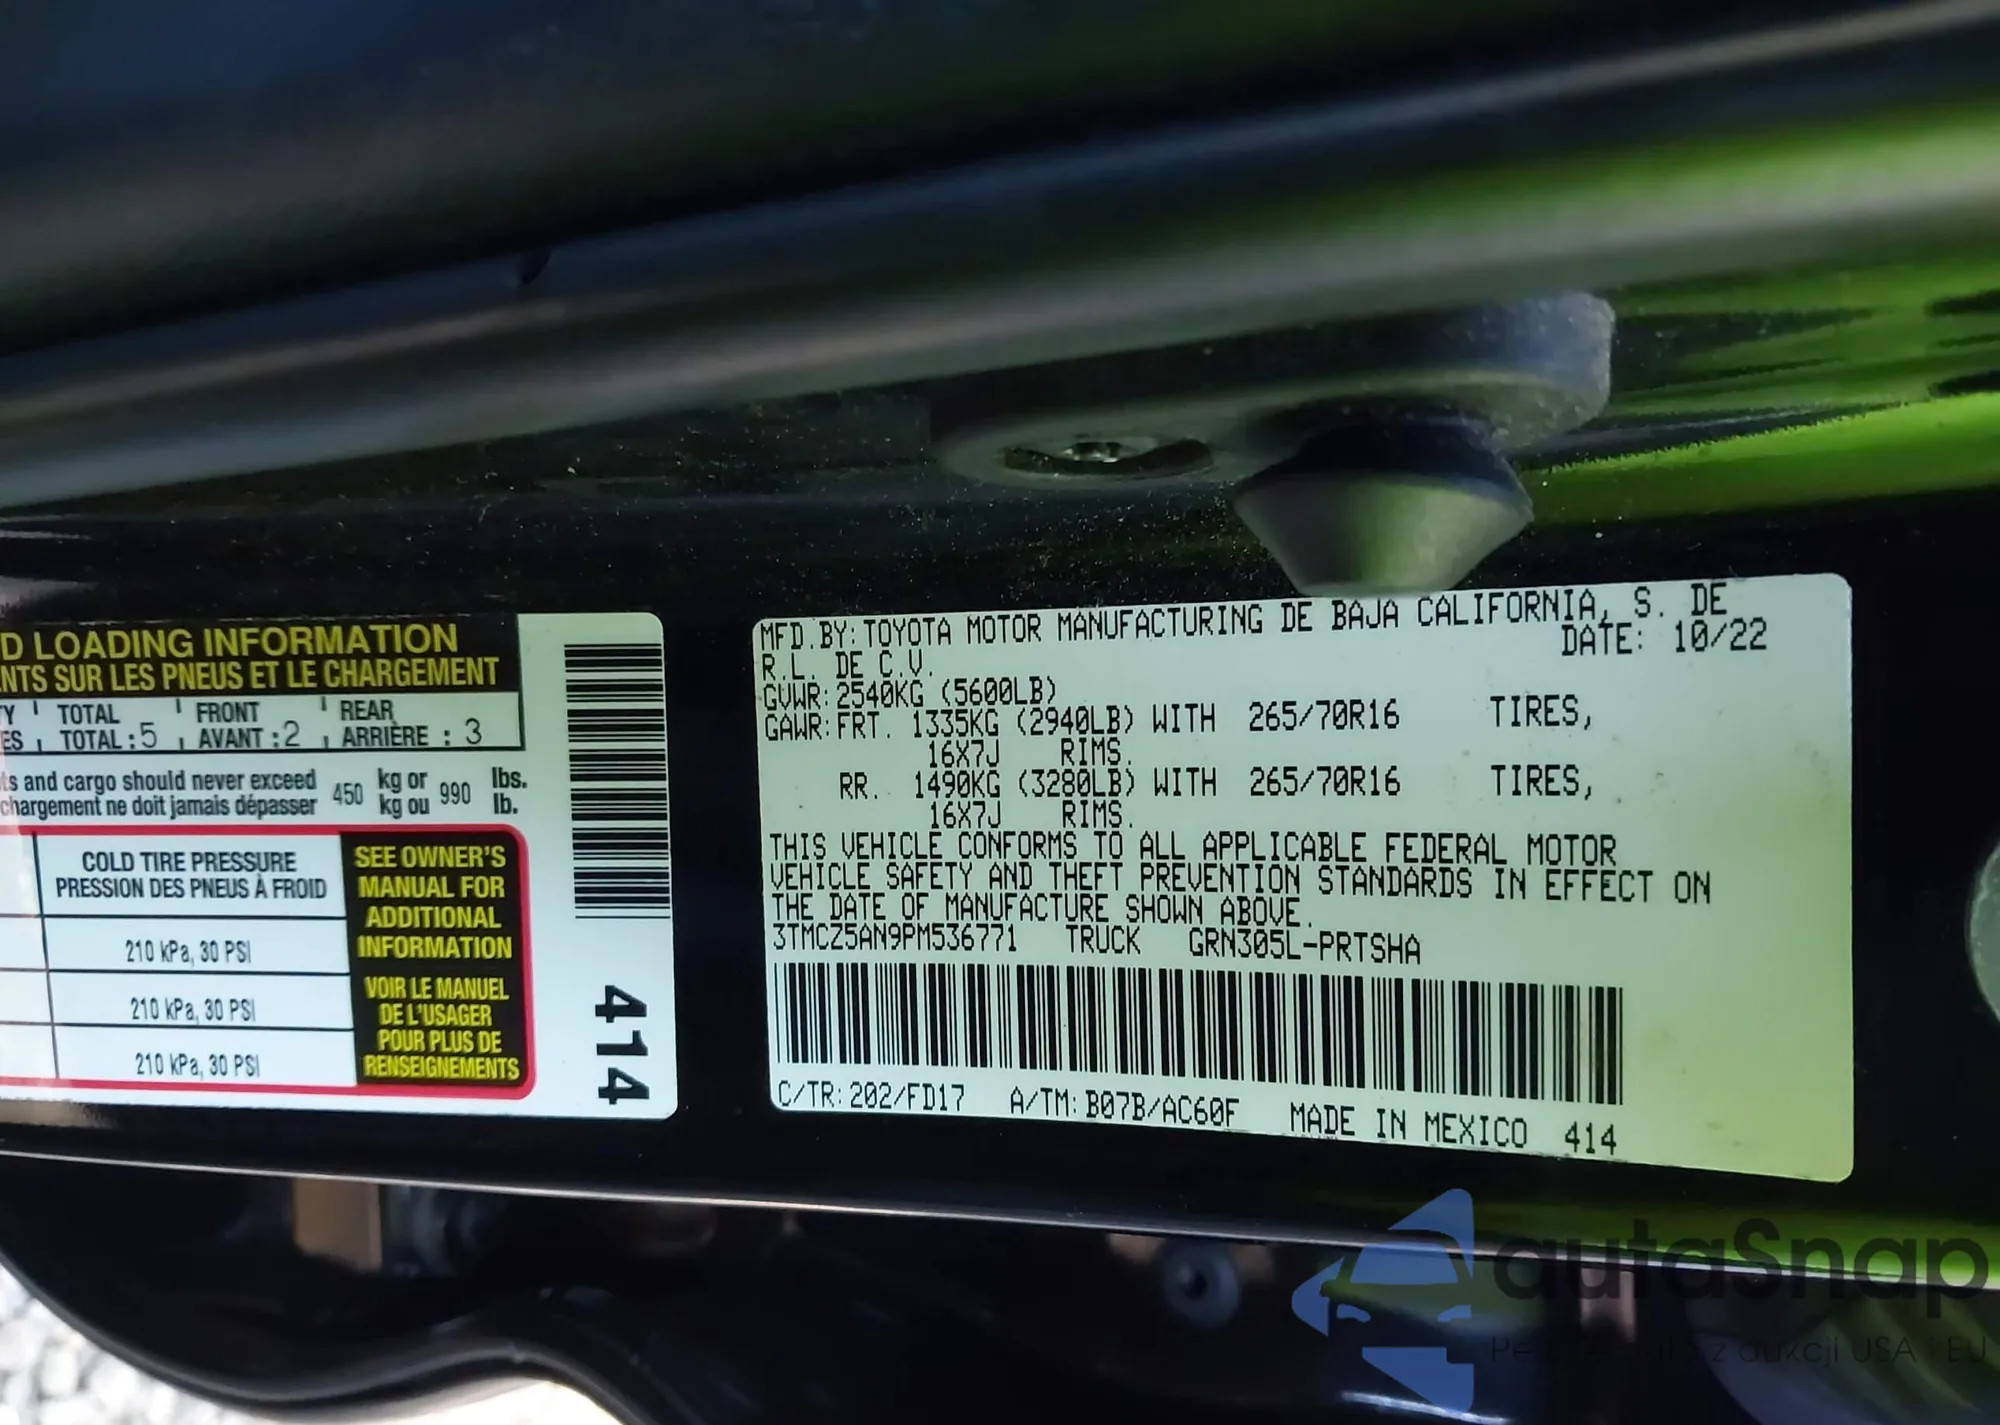 D LOADING INFORMATION
NTS SUR LES PNEUS ET LE CHARGEMENT
TY TOTAL FRONT REAR
ES TOTAL : 5 AVANT : 2 ARRIÈRE : 3
ts and cargo should never exceed 450 kg or 990 lbs.
chargement ne doit jamais dépasser kg ou lb.
COLD TIRE PRESSURE
PRESSION DES PNEUS À FROID
210 kPa, 30 PSI
210 kPa, 30 PSI
210 kPa, 30 PSI
SEE OWNER'S
MANUAL FOR
ADDITIONAL
INFORMATION
VOIR LE MANUEL
DE L'USAGER
POUR PLUS DE
RENSEIGNEMENTS
414
MFD.BY: TOYOTA MOTOR MANUFACTURING DE BAJA CALIFORNIA, S. DE
R.L. DE C.V. DATE: 10/22
GVWR: 2540KG (5600LB)
GAWR: FRT. 1335KG (2940LB) WITH 265/70R16 TIRES,
16X7J RIMS.
RR. 1490KG (3280LB) WITH 265/70R16 TIRES,
16X7J RIMS.
THIS VEHICLE CONFORMS TO ALL APPLICABLE FEDERAL MOTOR
VEHICLE SAFETY AND THEFT PREVENTION STANDARDS IN EFFECT ON
THE DATE OF MANUFACTURE SHOWN ABOVE.
3TMCZ5AN9PM536771 TRUCK GRN305L-PRTSHA
C/TR: 202/FD17 A/TM: B07B/AC60F MADE IN MEXICO 414
autaSnap
z aukcji USA i EU